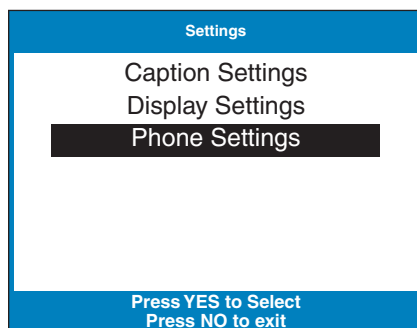 Settings
Caption Settings
Display Settings
Phone Settings
Press YES to Select
Press NO to exit